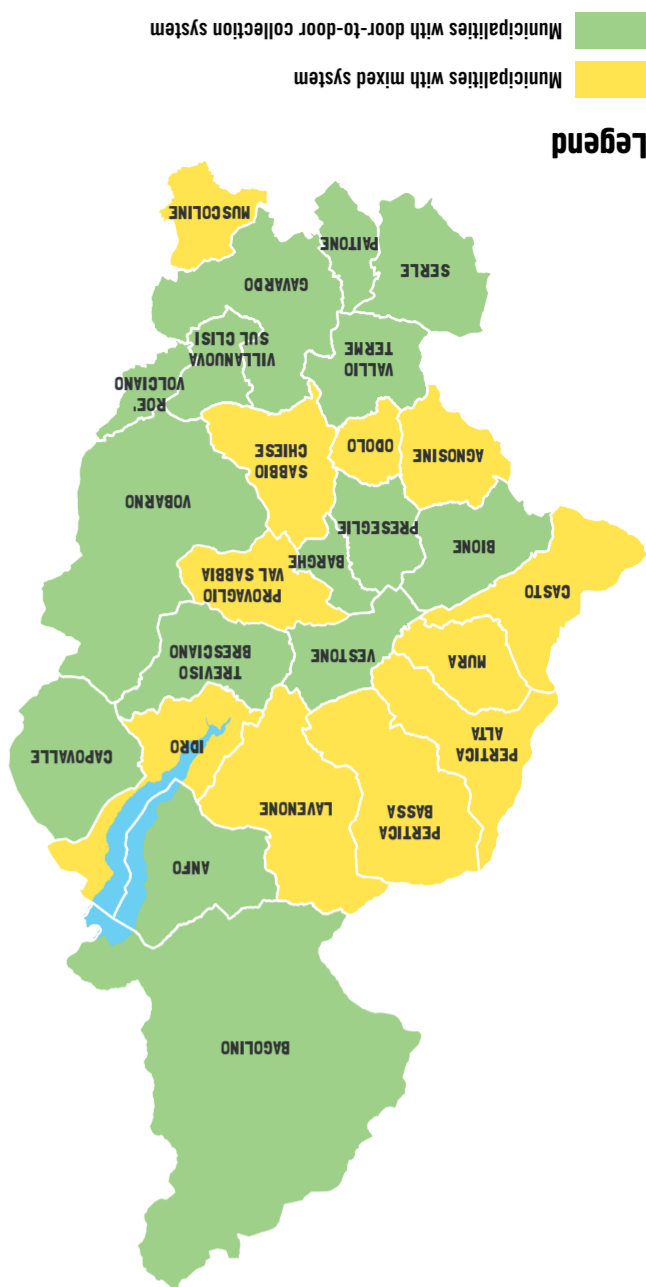 BAGOLINO
ANFO
CAPOVALLE
IDRO
LAVENONE
PERTICA
BASSA
PERTICA
ALTA
TREVISO
BRESCIANO
VESTONE
MURA
CASTO
PROVAGLIO
VAL SABBIA
BARGHE
BIONE
PRESEGLIE
VOBARNO
SABBIO
CHIESE
ODOLO
AGNOSINE
ROE'
VOLCIANO
VILLANUOVA
SUL CLISI
VALLIO
TERME
GAVARDO
SERLE
PAITONE
MUSCOLINE
Legend
Municipalities with mixed system
Municipalities with door-to-door collection system